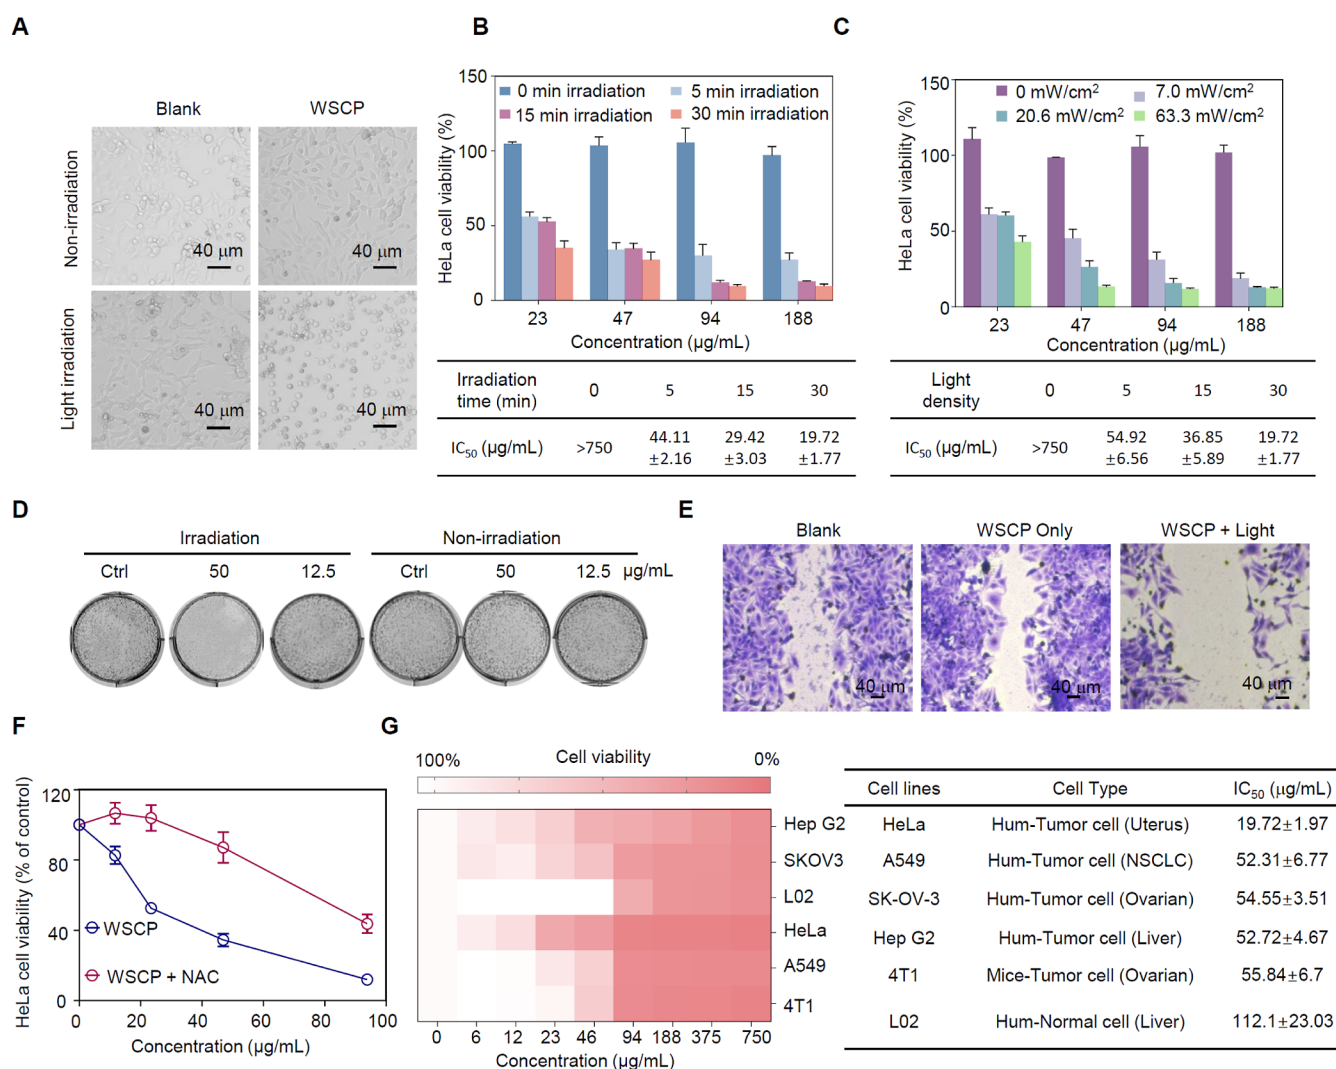 A
Blank
WSCP
Non-irradiation
Light irradiation
40 μm
40 μm
40 μm
40 μm
B
HeLa cell viability (%)
150
100
50
0
0 min irradiation
5 min irradiation
15 min irradiation
30 min irradiation
23
47
94
188
Concentration (μg/mL)
Irradiation time (min) 0 5 15 30
IC50 (μg/mL) >750 44.11 ±2.16 29.42 ±3.03 19.72 ±1.77
C
HeLa cell viability (%)
150
100
50
0
0 mW/cm²
7.0 mW/cm²
20.6 mW/cm²
63.3 mW/cm²
23
47
94
188
Concentration (μg/mL)
Light density 0 5 15 30
IC50 (μg/mL) >750 54.92 ±6.56 36.85 ±5.89 19.72 ±1.77
D
Irradiation
Non-irradiation
Ctrl 50 12.5 Ctrl 50 12.5 μg/mL
E
Blank
WSCP Only
WSCP + Light
40 μm
40 μm
40 μm
F
HeLa cell viability (% of control)
120
80
40
0
WSCP
WSCP + NAC
0 20 40 60 80 100
Concentration (μg/mL)
G
100% Cell viability 0%
Hep G2
SKOV3
L02
HeLa
A549
4T1
0 6 12 23 46 94 188 375 750
Concentration (μg/mL)
Cell lines Cell Type IC50 (μg/mL)
HeLa Hum-Tumor cell (Uterus) 19.72±1.97
A549 Hum-Tumor cell (NSCLC) 52.31±6.77
SK-OV-3 Hum-Tumor cell (Ovarian) 54.55±3.51
Hep G2 Hum-Tumor cell (Liver) 52.72±4.67
4T1 Mice-Tumor cell (Ovarian) 55.84±6.7
L02 Hum-Normal cell (Liver) 112.1±23.03